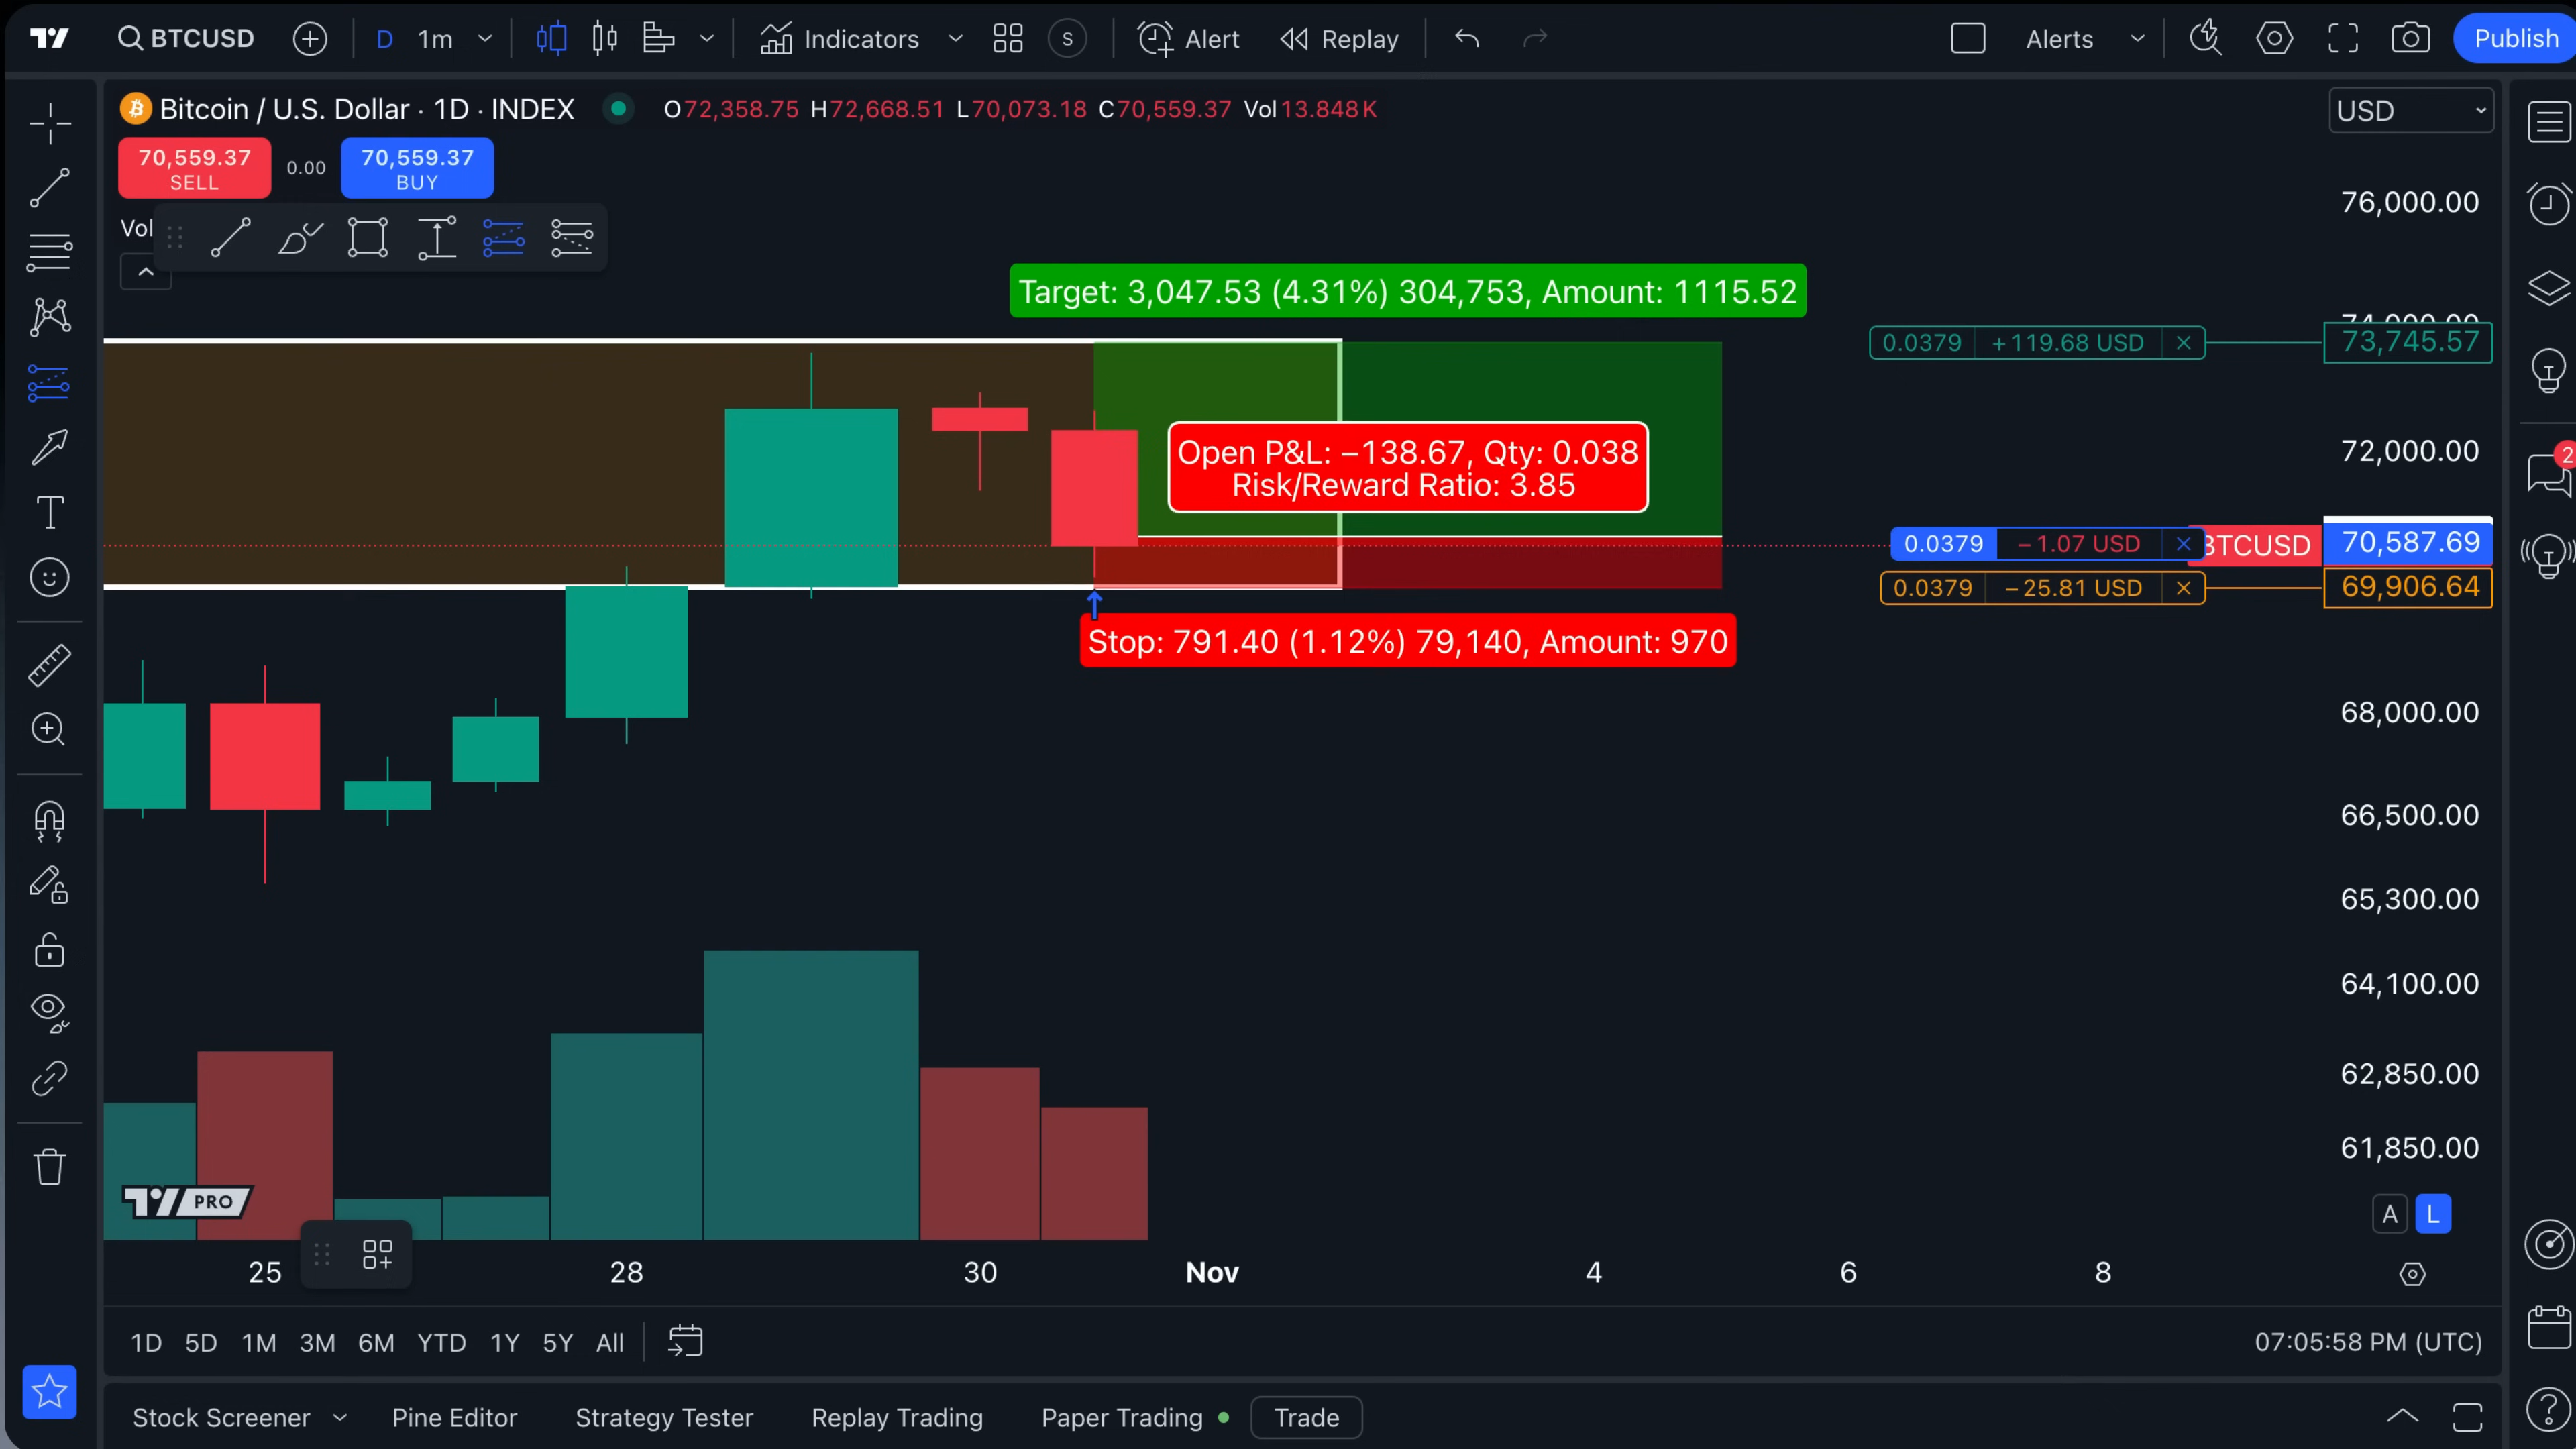 BTCUSD D 1m Indicators S Alert Replay Alerts Publish
Bitcoin / U.S. Dollar · 1D · INDEX O72,358.75 H72,668.51 L70,073.18 C70,559.37 Vol13.848K USD
70,559.37 SELL 0.00 70,559.37 BUY
Vol
76,000.00
Target: 3,047.53 (4.31%) 304,753, Amount: 1115.52
0.0379 +119.68 USD 73,745.57
Open P&L: −138.67, Qty: 0.038
Risk/Reward Ratio: 3.85
72,000.00
2
0.0379 −1.07 USD BTCUSD 70,587.69
0.0379 −25.81 USD 69,906.64
Stop: 791.40 (1.12%) 79,140, Amount: 970
68,000.00
66,500.00
65,300.00
64,100.00
62,850.00
61,850.00
PRO
A L
25 28 30 Nov 4 6 8
1D 5D 1M 3M 6M YTD 1Y 5Y All 07:05:58 PM (UTC)
Stock Screener Pine Editor Strategy Tester Replay Trading Paper Trading Trade